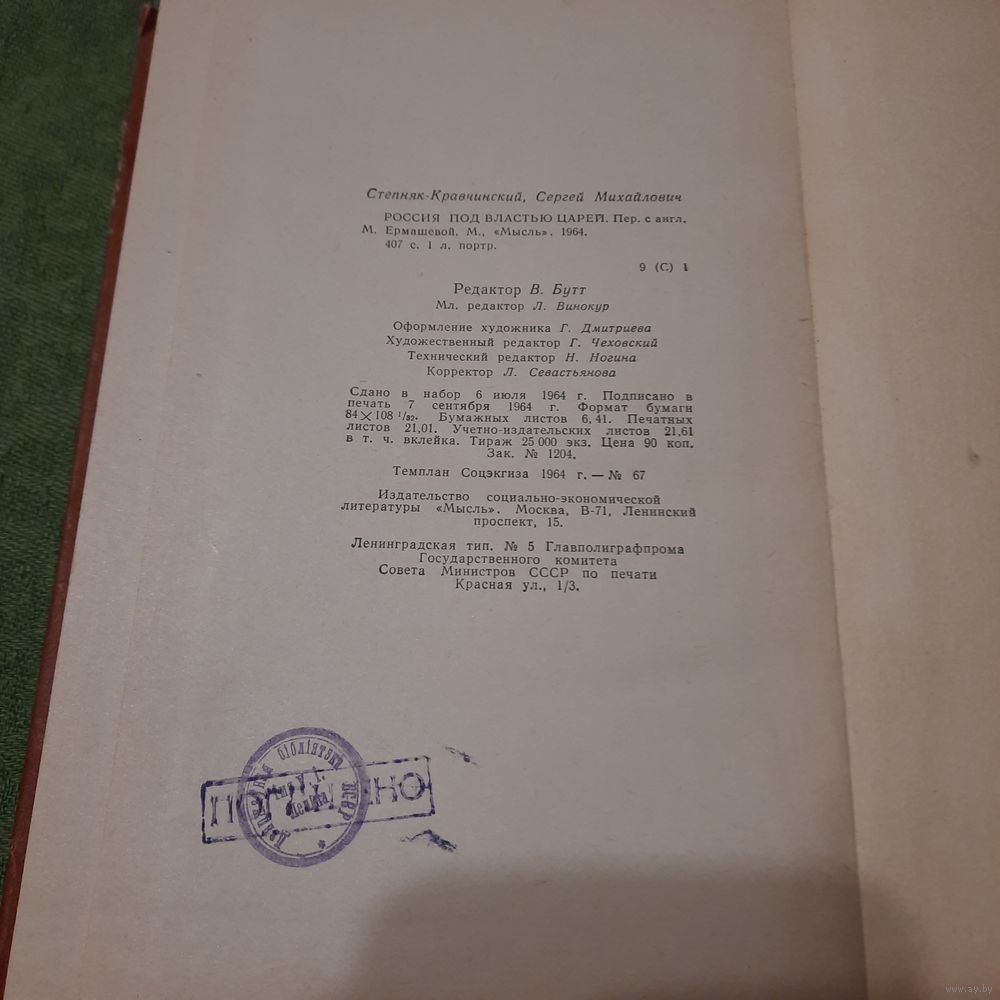 Степняк-Кравчинский, Сергей Михайлович
РОССИЯ ПОД ВЛАСТЬЮ ЦАРЕЙ. Пер. с англ.
М. Ермашевой. М., «Мысль». 1964.
407 с. 1 л. портр.
9 (С) 1
Редактор В. Бутт
Мл. редактор Л. Винокур
Оформление художника Г. Дмитриева
Художественный редактор Г. Чеховский
Технический редактор Н. Ногина
Корректор Л. Севастьянова
Сдано в набор 6 июля 1964 г. Подписано в
печать 7 сентября 1964 г. Формат бумаги
84×108 1/32. Бумажных листов 6,41. Печатных
листов 21,01. Учетно-издательских листов 21,61
в т. ч. вклейка. Тираж 25 000 экз. Цена 90 коп.
Зак. № 1204.
Темплан Соцэкгиза 1964 г. — № 67
Издательство социально-экономической
литературы «Мысль». Москва, В-71, Ленинский
проспект, 15.
Ленинградская тип. № 5 Главполиграфпрома
Государственного комитета
Совета Министров СССР по печати
Красная ул., 1/3.
бібліятэка БССР
www.ay.by